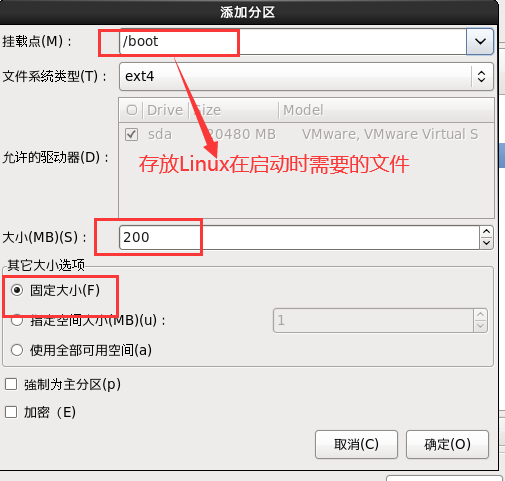 添加分区
挂载点(M)：
/boot
文件系统类型(T)：
ext4
Drive Size Model
sda 20480 MB VMware, VMware Virtual S
允许的驱动器(D)：
存放Linux在启动时需要的文件
大小(MB)(S)：
200
其它大小选项
固定大小(F)
指定空间大小(MB)(u)：
1
使用全部可用空间(a)
強制为主分区(p)
加密（E)
取消(C)
确定(O)